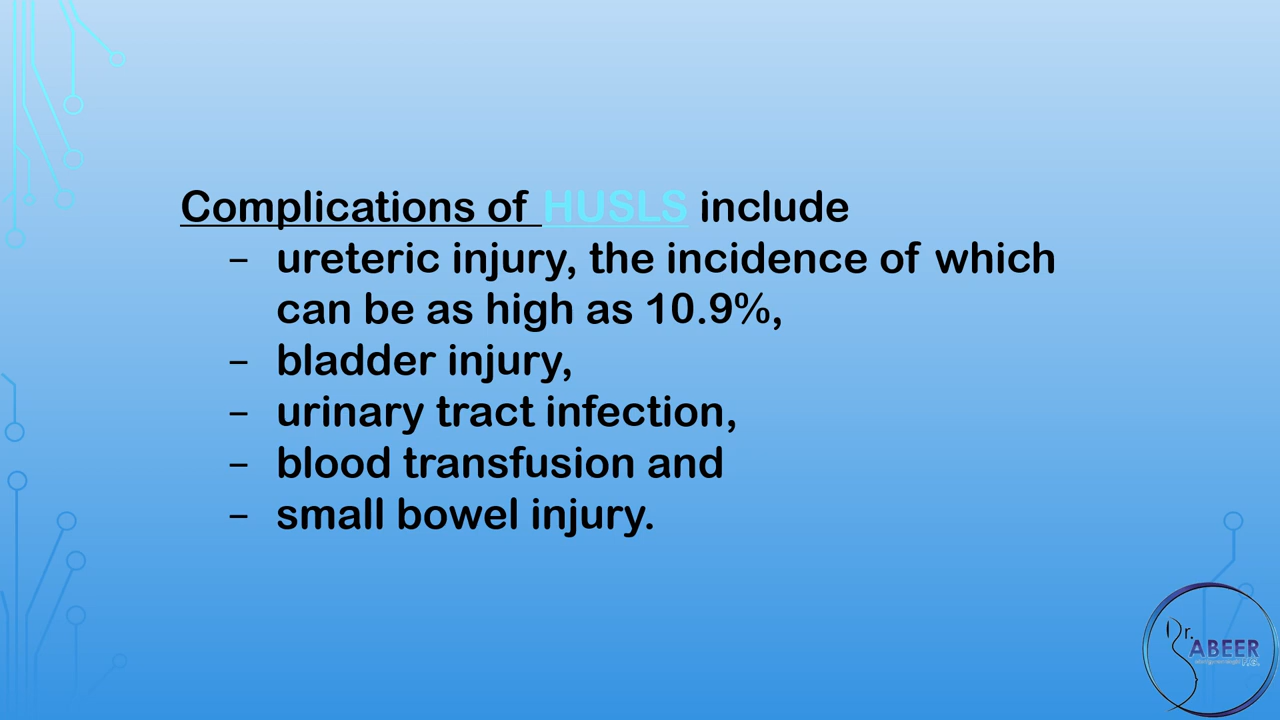 Complications of HUSLS include
– ureteric injury, the incidence of which
can be as high as 10.9%,
– bladder injury,
– urinary tract infection,
– blood transfusion and
– small bowel injury.
Dr.
ABEER